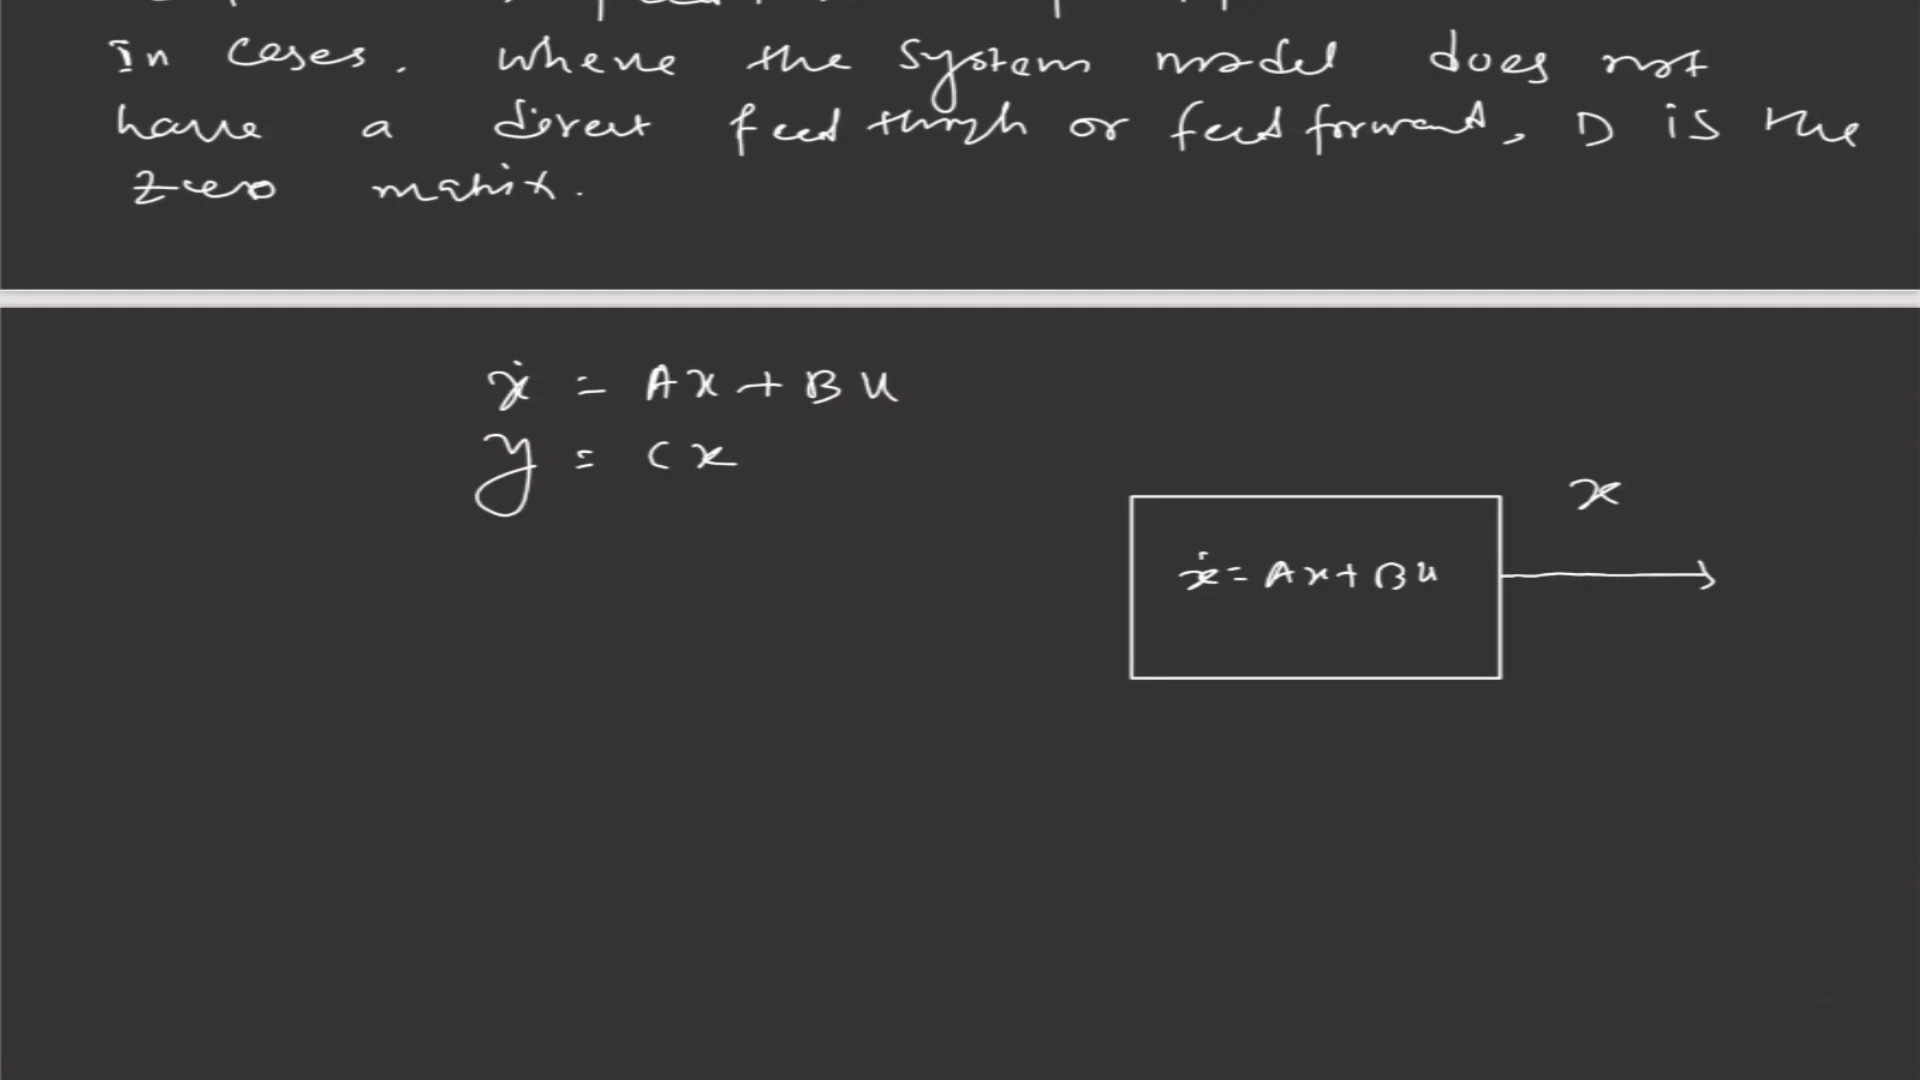 In cases, where the system model does not
have a direct feed through or feed forward, D is the
zero matrix.
ẋ = Ax + Bu
y = Cx
x
ẋ = Ax + Bu